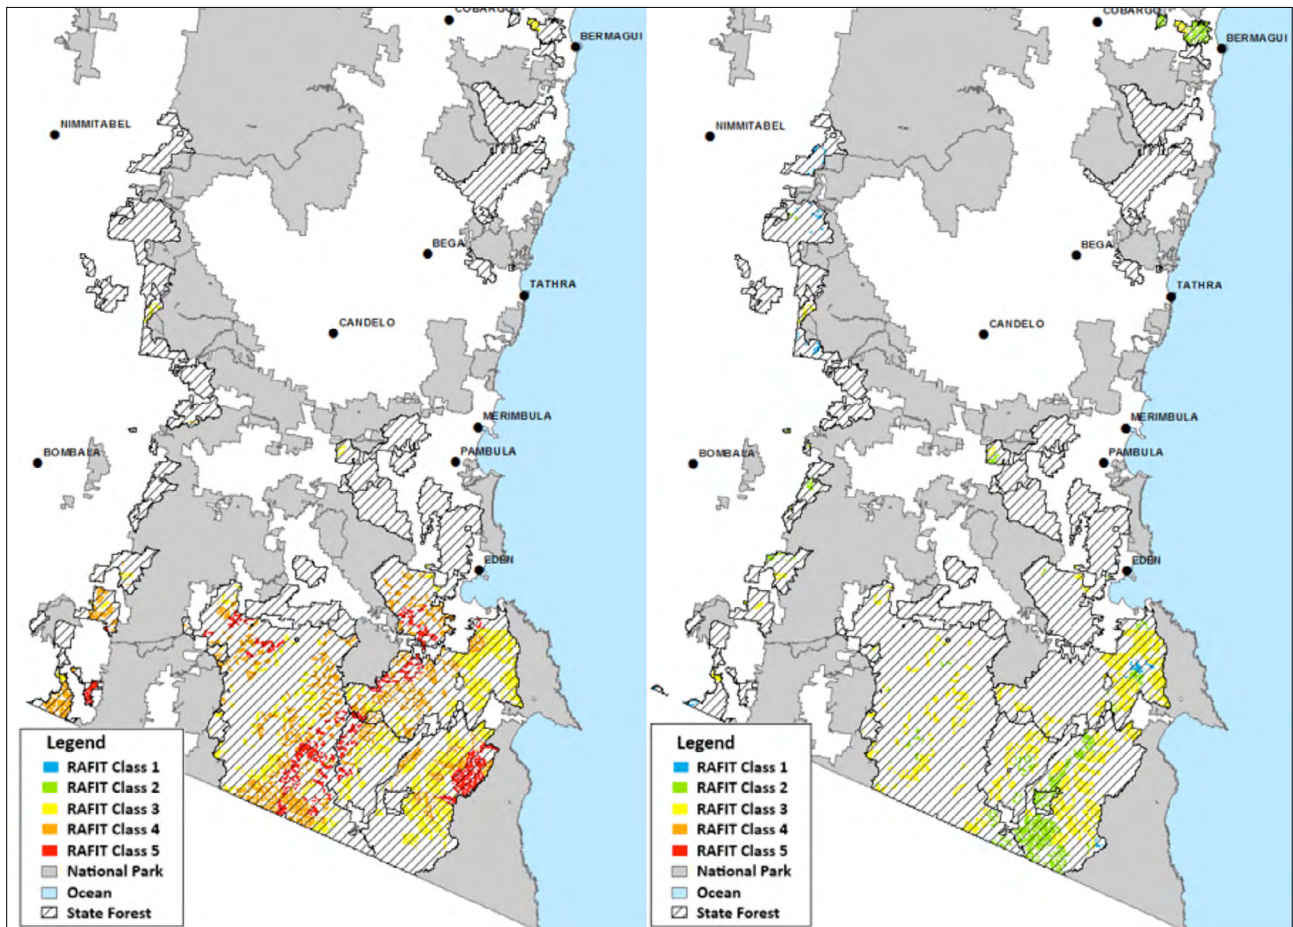 COBARGO
BERMAGUI
NIMMITABEL
BEGA
TATHRA
CANDELO
MERIMBULA
BOMBALA
PAMBULA
EDEN
Legend
RAFIT Class 1
RAFIT Class 2
RAFIT Class 3
RAFIT Class 4
RAFIT Class 5
National Park
Ocean
State Forest
COBARGO
BERMAGUI
NIMMITABEL
BEGA
TATHRA
CANDELO
MERIMBULA
BOMBALA
PAMBULA
EDEN
Legend
RAFIT Class 1
RAFIT Class 2
RAFIT Class 3
RAFIT Class 4
RAFIT Class 5
National Park
Ocean
State Forest